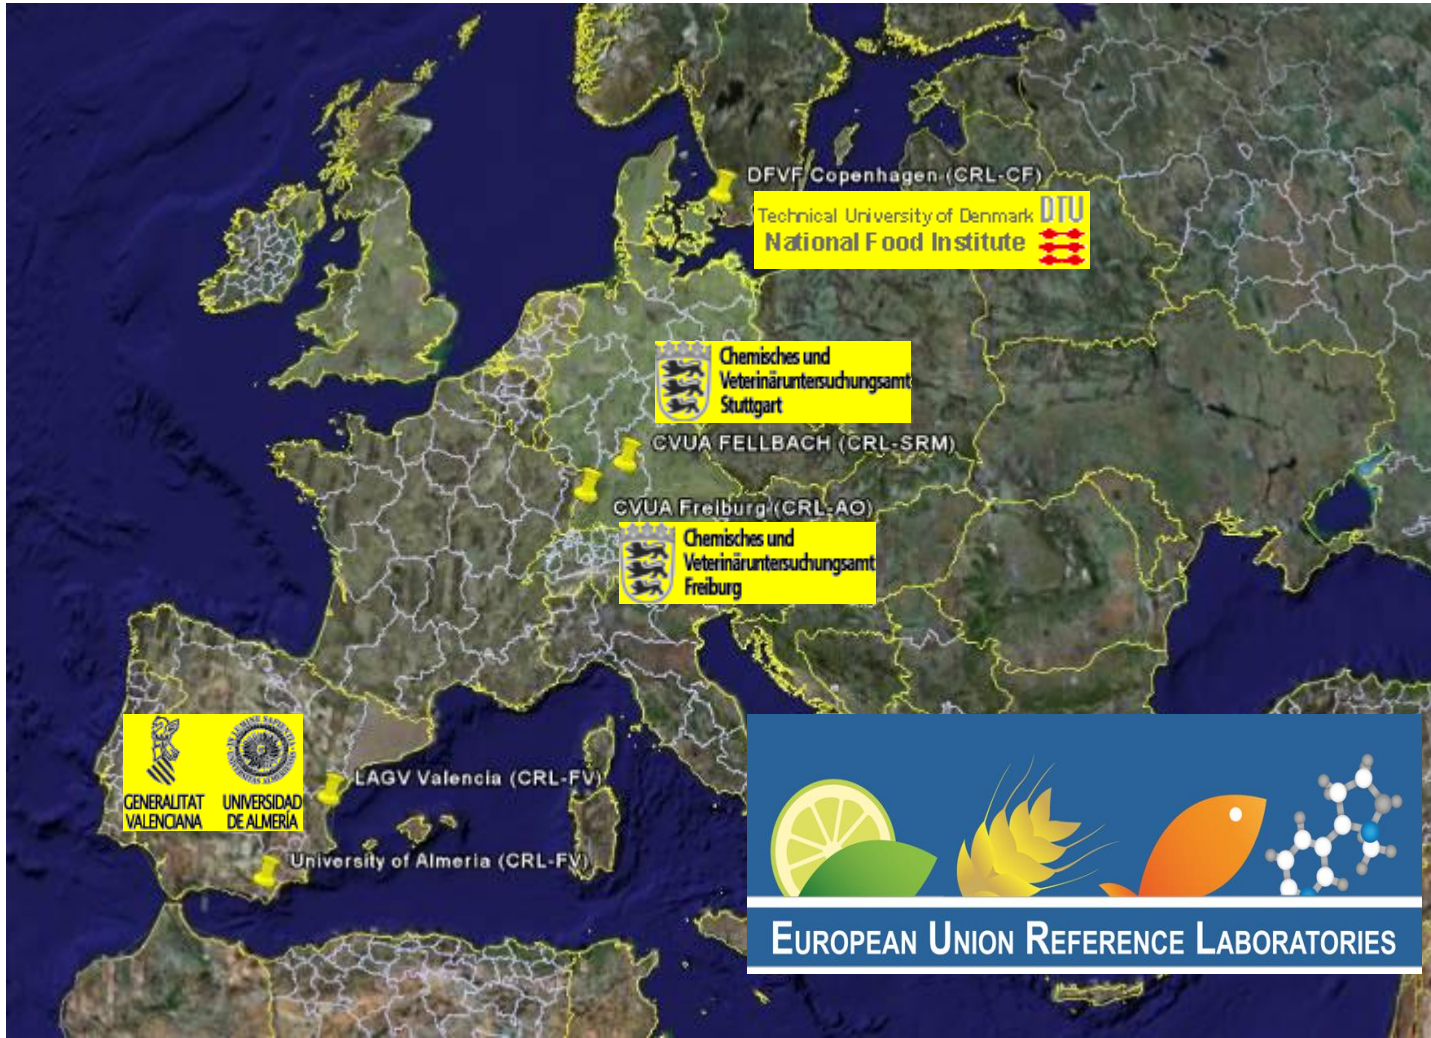 DFVF Copenhagen (CRL-CF)
Technical University of Denmark DTU
National Food Institute
Chemisches und
Veterinäruntersuchungsamt
Stuttgart
CVUA FELLBACH (CRL-SRM)
CVUA Freiburg (CRL-AO)
Chemisches und
Veterinäruntersuchungsamt
Freiburg
GENERALITAT
VALENCIANA
UNIVERSIDAD
DE ALMERÍA
LAGV Valencia (CRL-FV)
University of Almeria (CRL-FV)
EUROPEAN UNION REFERENCE LABORATORIES